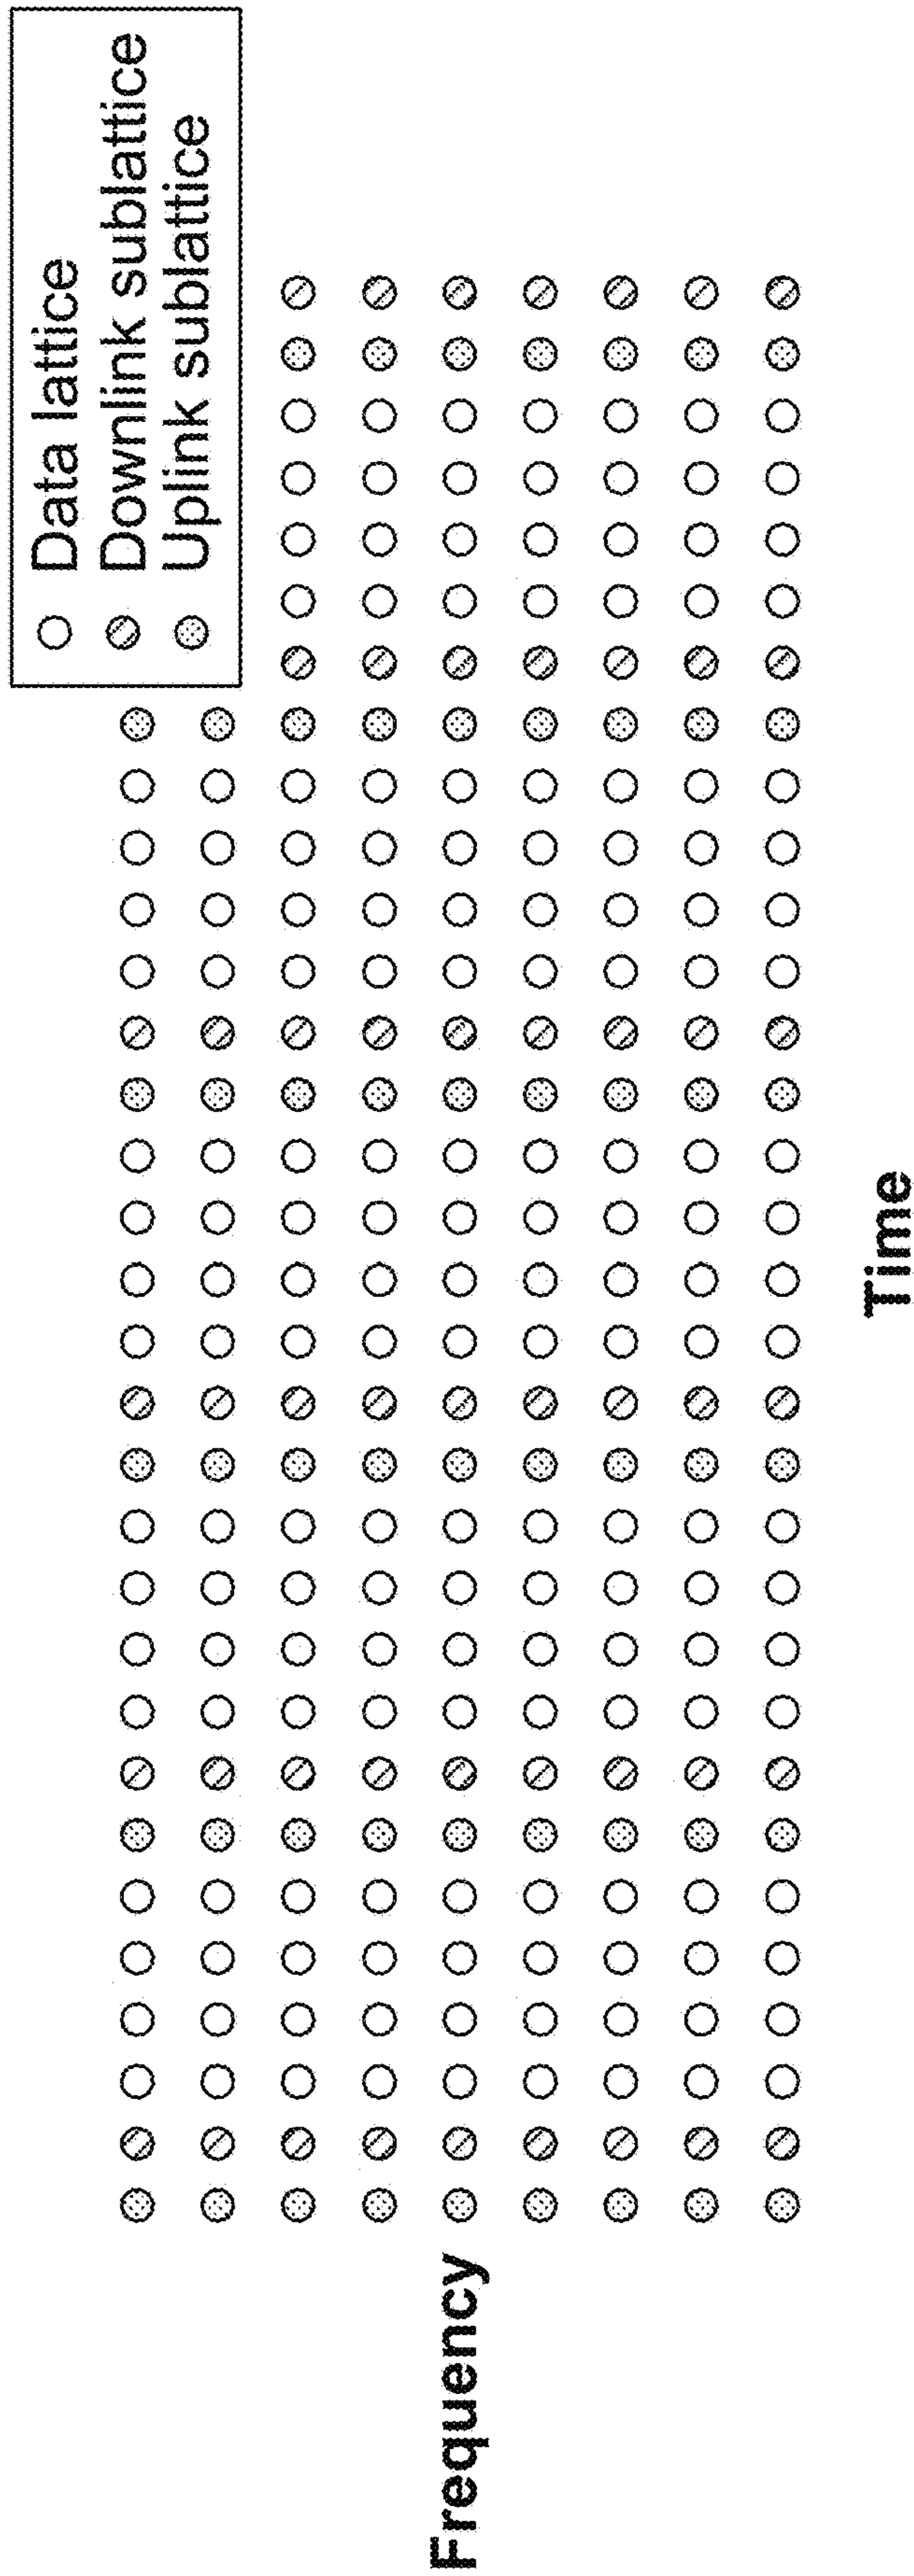 Data lattice
Downlink sublattice
Uplink sublattice
Frequency
Time